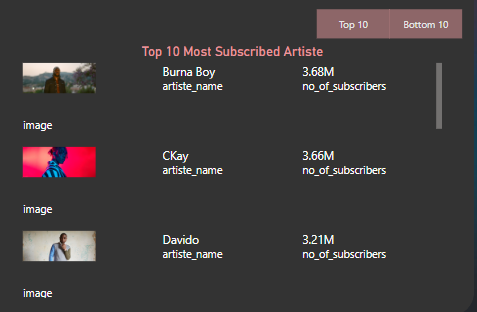 Top 10 Bottom 10
Top 10 Most Subscribed Artiste
Burna Boy 3.68M
artiste_name no_of_subscribers
image
CKay 3.66M
artiste_name no_of_subscribers
image
Davido 3.21M
artiste_name no_of_subscribers
image